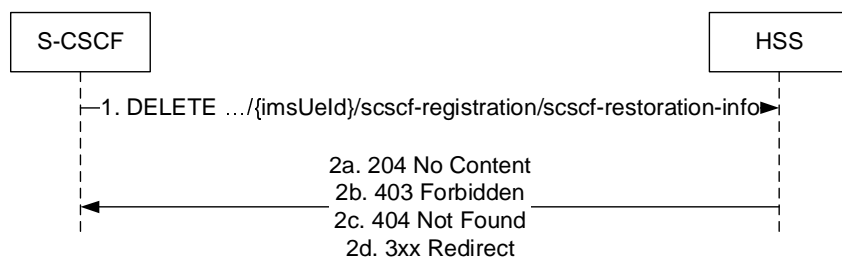 S-CSCF
HSS
1. DELETE …/{imsUeId}/scscf-registration/scscf-restoration-info
2a. 204 No Content
2b. 403 Forbidden
2c. 404 Not Found
2d. 3xx Redirect